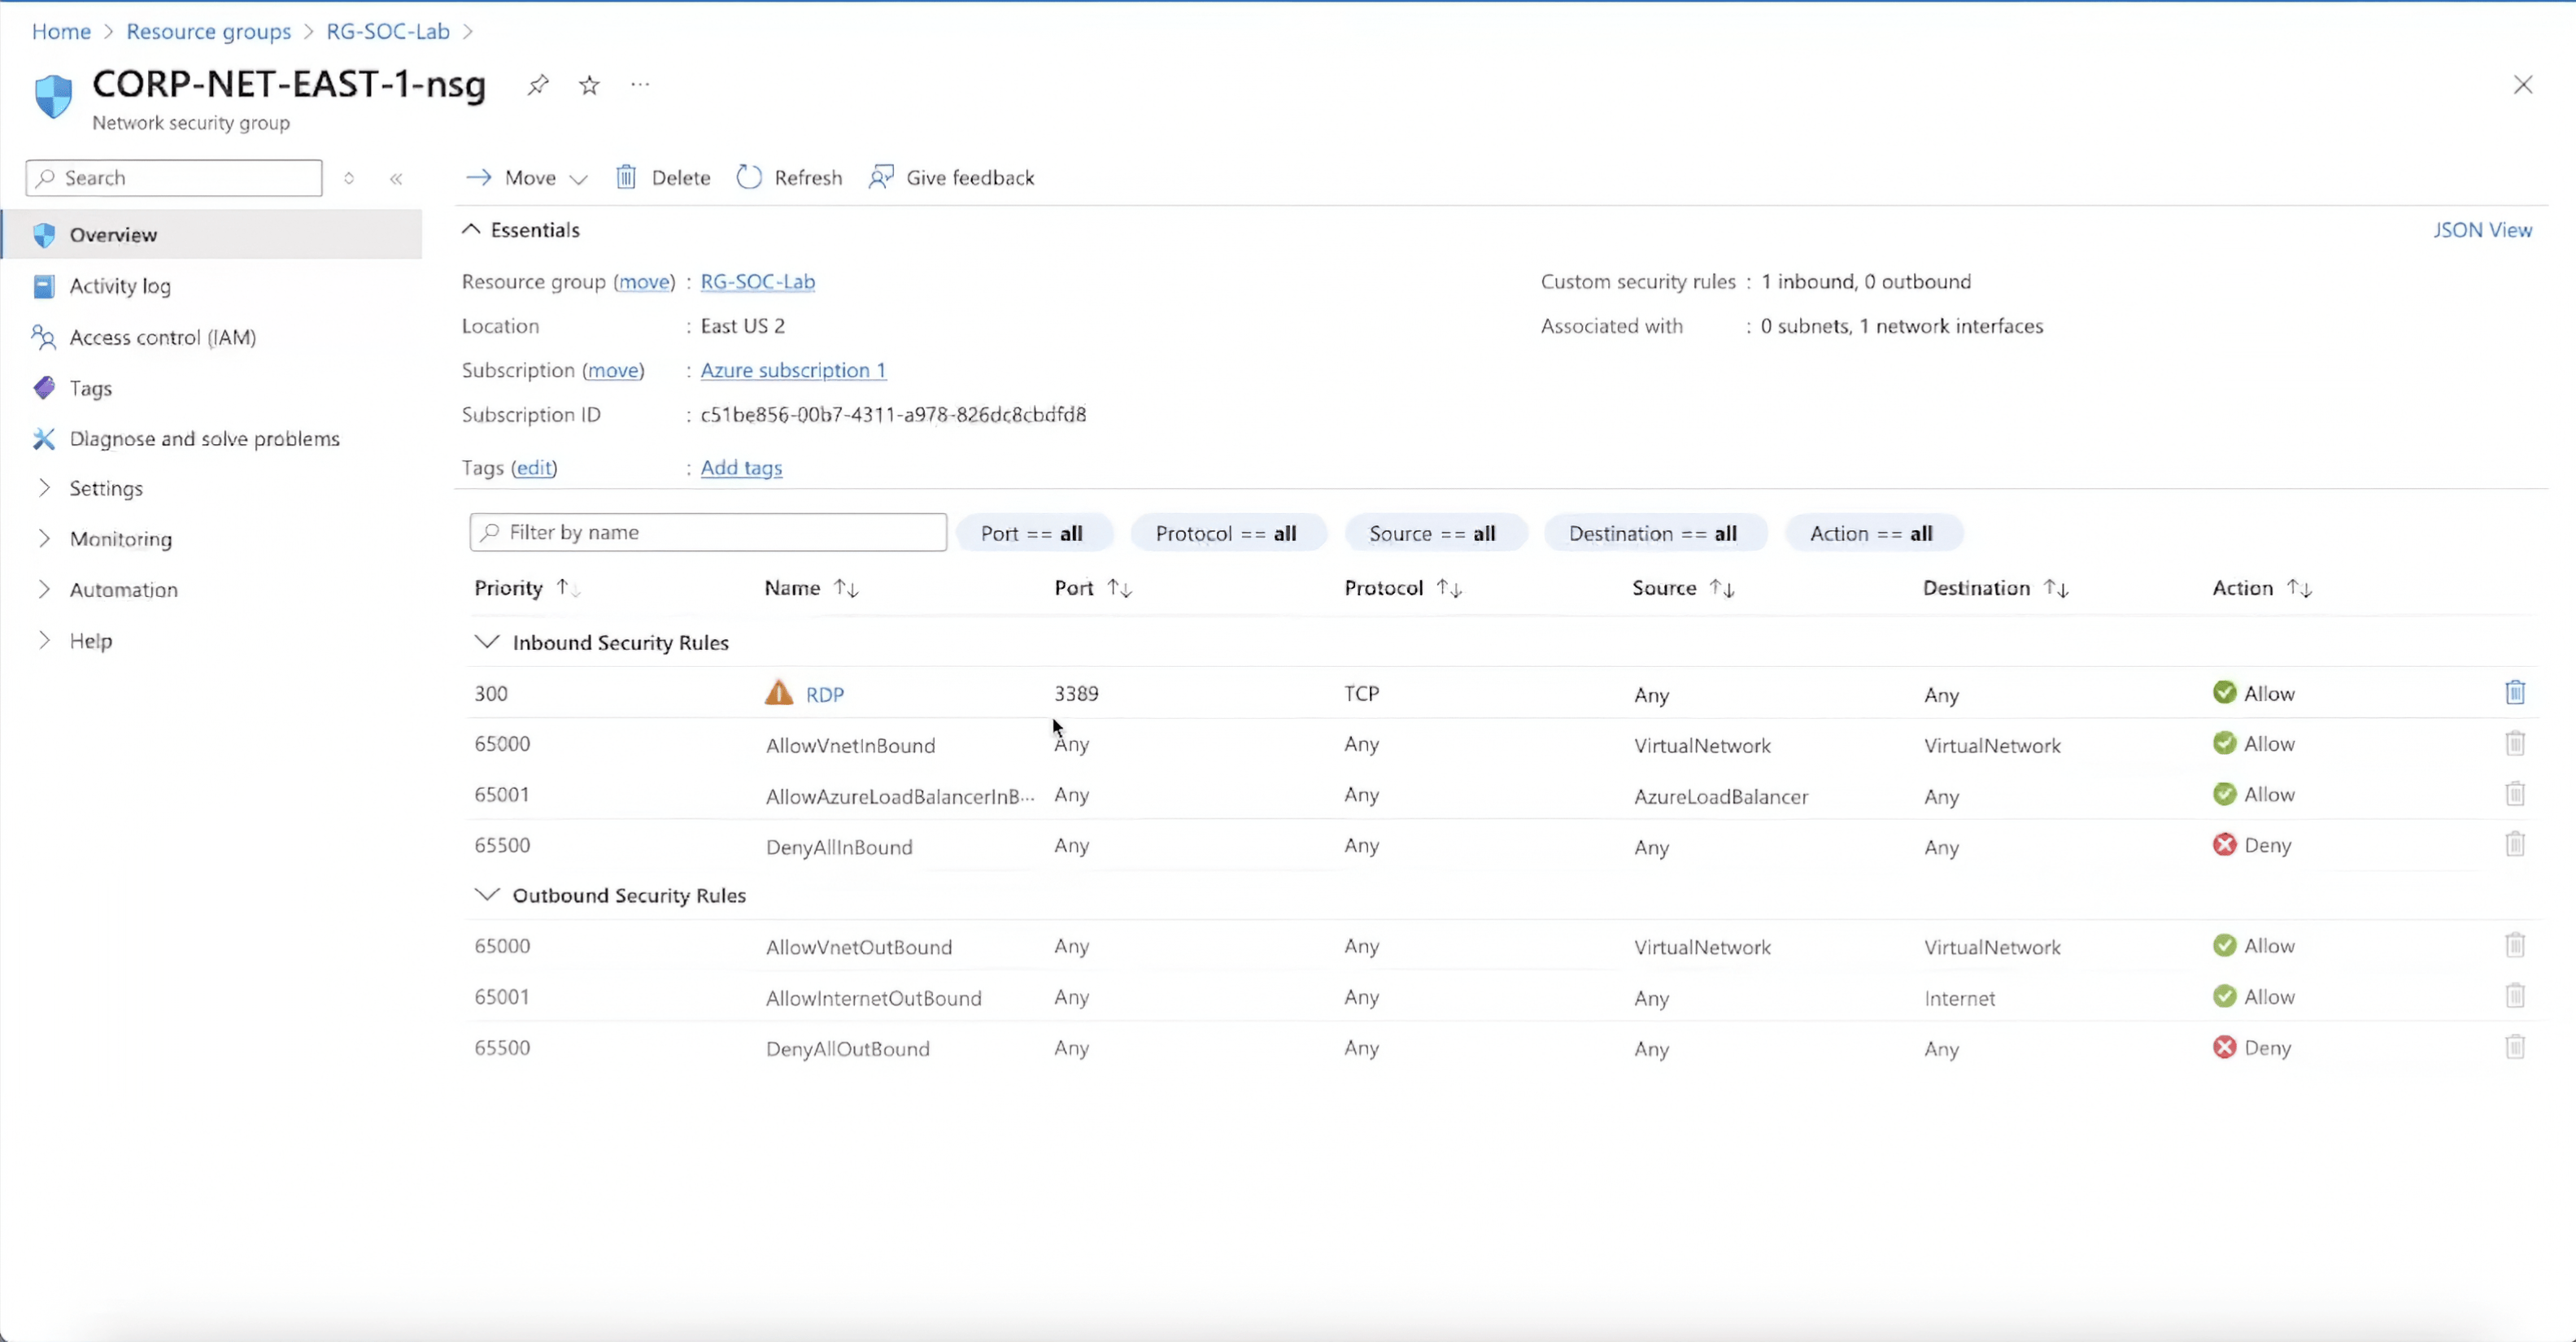 Home > Resource groups > RG-SOC-Lab >
CORP-NET-EAST-1-nsg ···
Network security group
Search «
Move Delete Refresh Give feedback
Overview
Activity log
Access control (IAM)
Tags
Diagnose and solve problems
Settings
Monitoring
Automation
Help
Essentials JSON View
Resource group (move) : RG-SOC-Lab
Location : East US 2
Subscription (move) : Azure subscription 1
Subscription ID : c51be856-00b7-4311-a978-826dc8cbdfd8
Tags (edit) : Add tags
Custom security rules : 1 inbound, 0 outbound
Associated with : 0 subnets, 1 network interfaces
Filter by name Port == all Protocol == all Source == all Destination == all Action == all
Priority ↑↓ Name ↑↓ Port ↑↓ Protocol ↑↓ Source ↑↓ Destination ↑↓ Action ↑↓
Inbound Security Rules
300 RDP 3389 TCP Any Any Allow
65000 AllowVnetInBound Any Any VirtualNetwork VirtualNetwork Allow
65001 AllowAzureLoadBalancerInB··· Any Any AzureLoadBalancer Any Allow
65500 DenyAllInBound Any Any Any Any Deny
Outbound Security Rules
65000 AllowVnetOutBound Any Any VirtualNetwork VirtualNetwork Allow
65001 AllowInternetOutBound Any Any Any Internet Allow
65500 DenyAllOutBound Any Any Any Any Deny